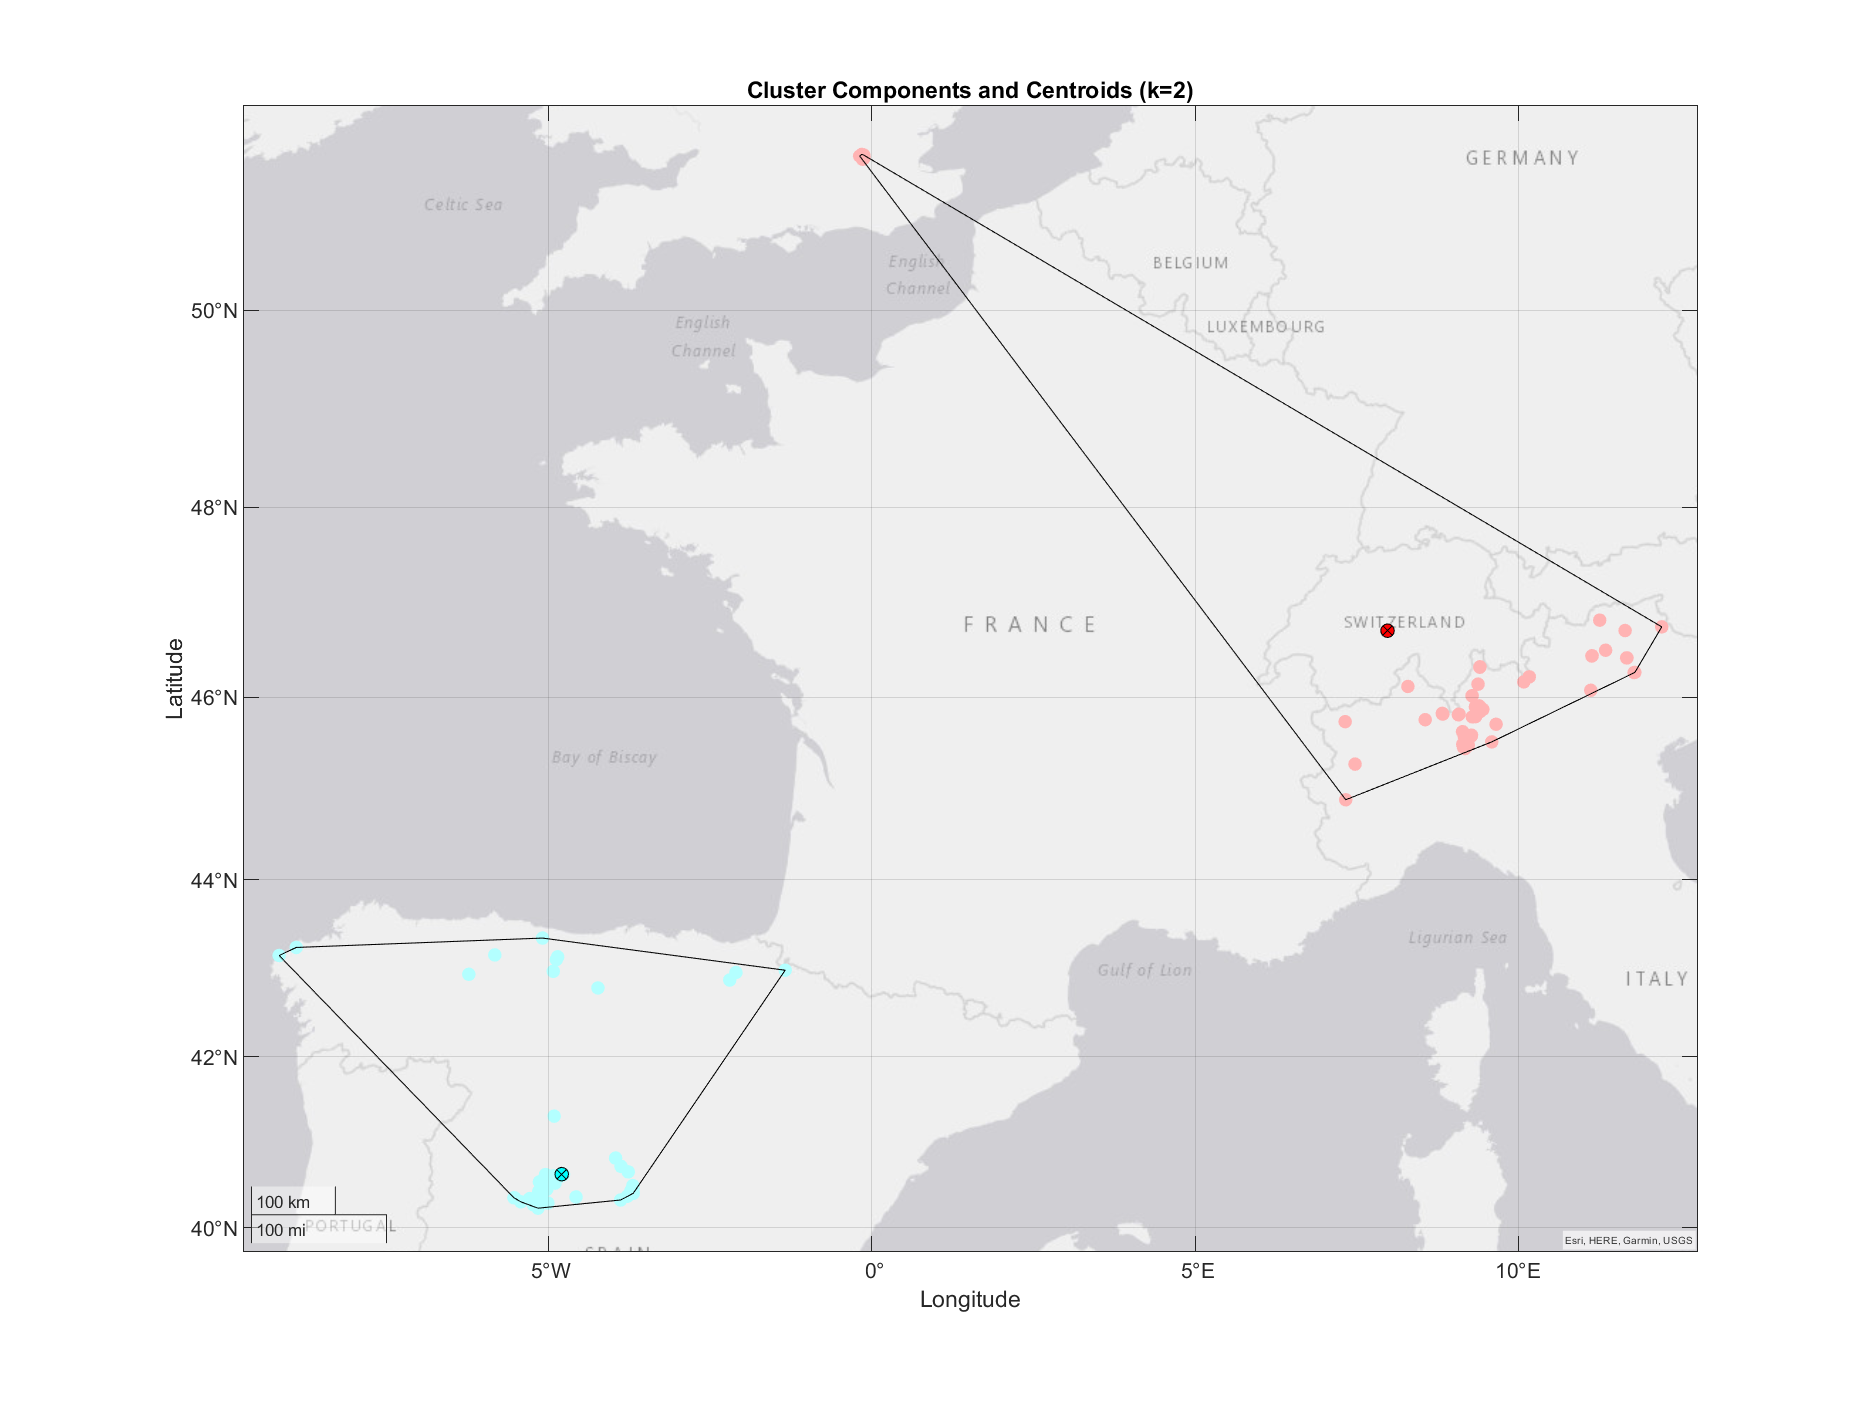 Cluster Components and Centroids (k=2)
GERMANY
Celtic Sea
BELGIUM
English
Channel
50°N
English
Channel
LUXEMBOURG
48°N
FRANCE
SWITZERLAND
46°N
Latitude
Bay of Biscay
44°N
Ligurian Sea
Gulf of Lion
ITALY
42°N
100 km
PORTUGAL
100 mi
40°N
Esri, HERE, Garmin, USGS
SPAIN
5°W
0°
5°E
10°E
Longitude